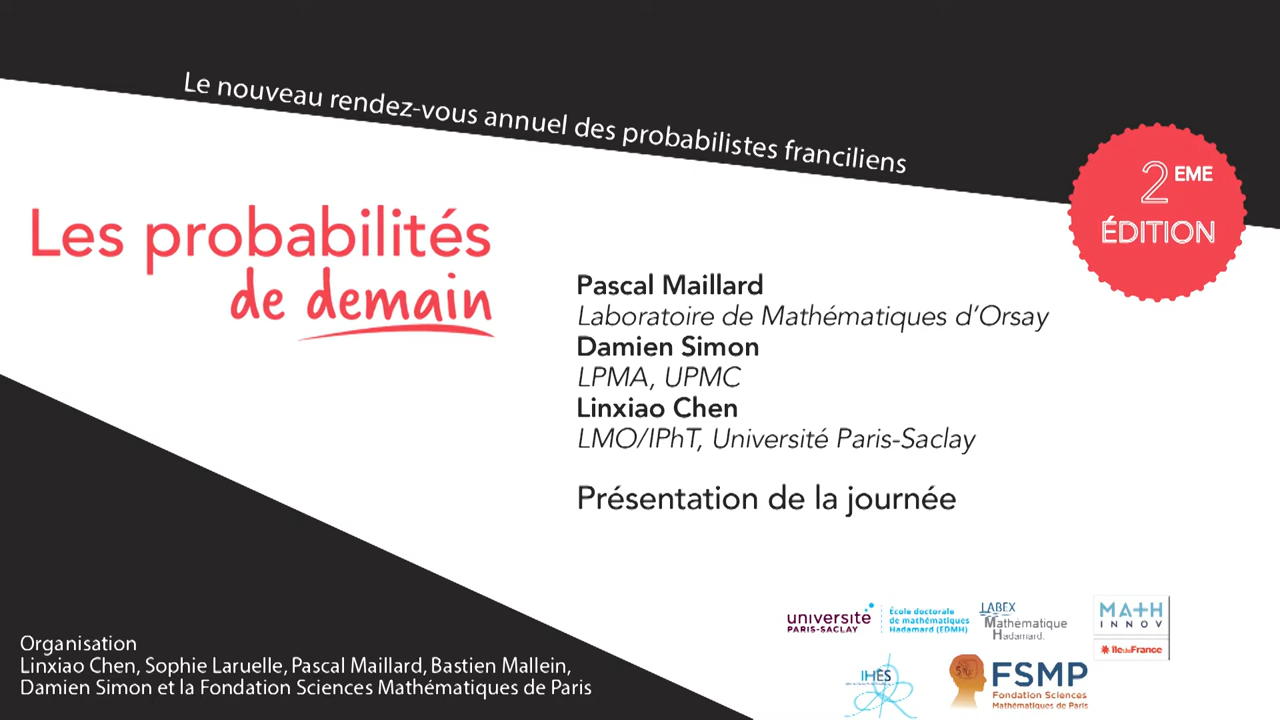 Le nouveau rendez-vous annuel des probabilistes franciliens
2 EME
ÉDITION
Les probabilités
de demain
Pascal Maillard
Laboratoire de Mathématiques d'Orsay
Damien Simon
LPMA, UPMC
Linxiao Chen
LMO/IPhT, Université Paris-Saclay
Présentation de la journée
Organisation
Linxiao Chen, Sophie Laruelle, Pascal Maillard, Bastien Mallein,
Damien Simon et la Fondation Sciences Mathématiques de Paris
université
PARIS-SACLAY
École doctorale
de mathématiques
Hadamard (EDMH)
LABEX
Mathématique
Hadamard.
MATH
INNOV
îledeFrance
IHES
FSMP
Fondation Sciences
Mathématiques de Paris